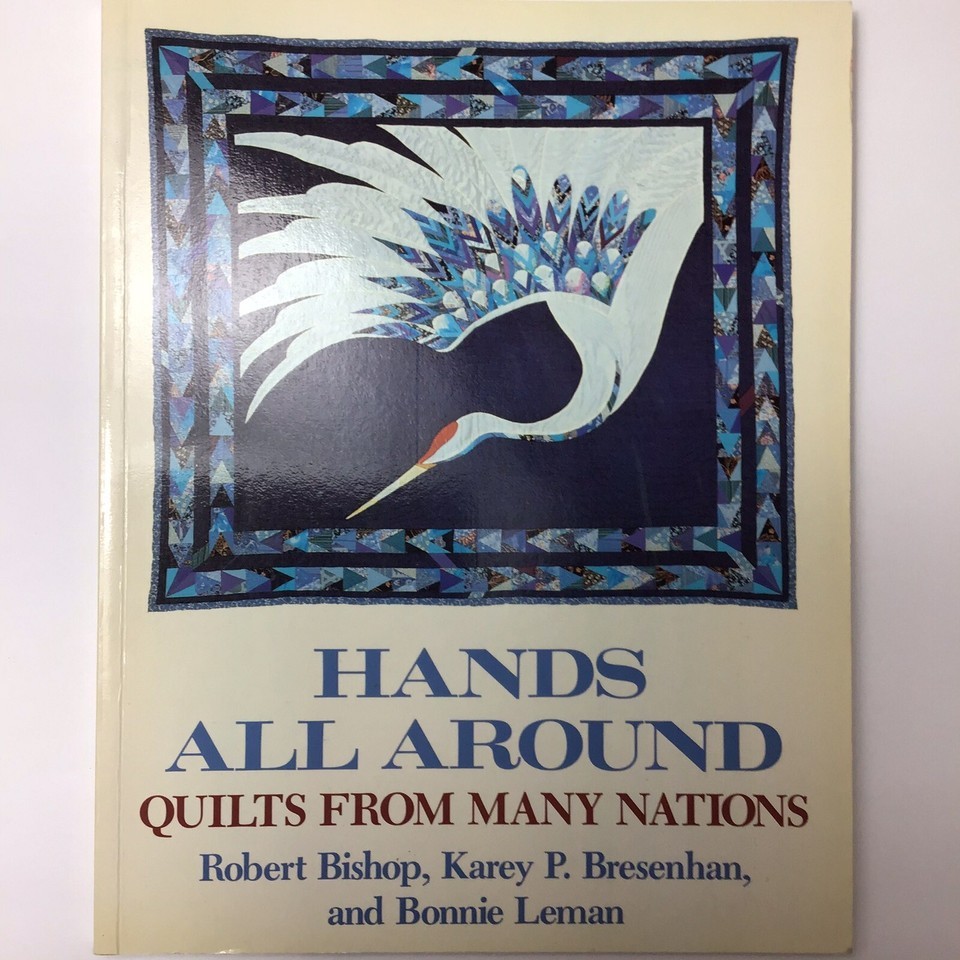 HANDS
ALL AROUND
QUILTS FROM MANY NATIONS
Robert Bishop, Karey P. Bresenhan,
and Bonnie Leman